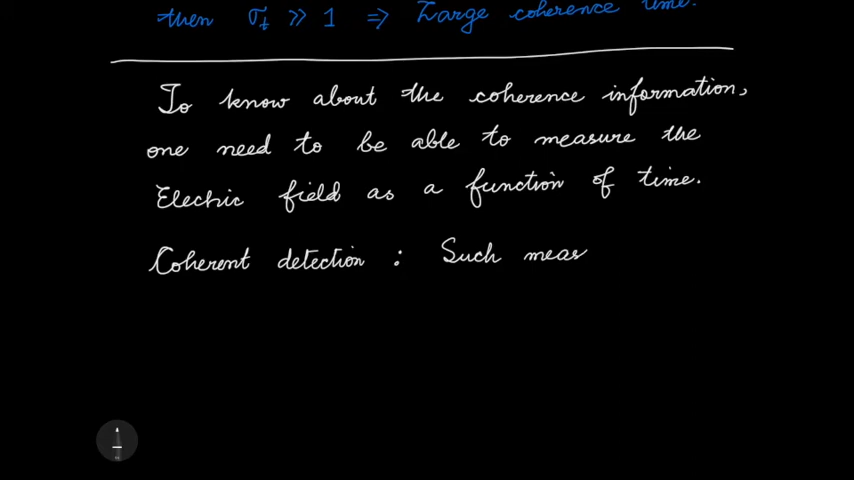 then σₜ >> 1 ⇒ Large coherence time.
To know about the coherence information,
one need to be able to measure the
Electric field as a function of time.
Coherent detection : Such meas